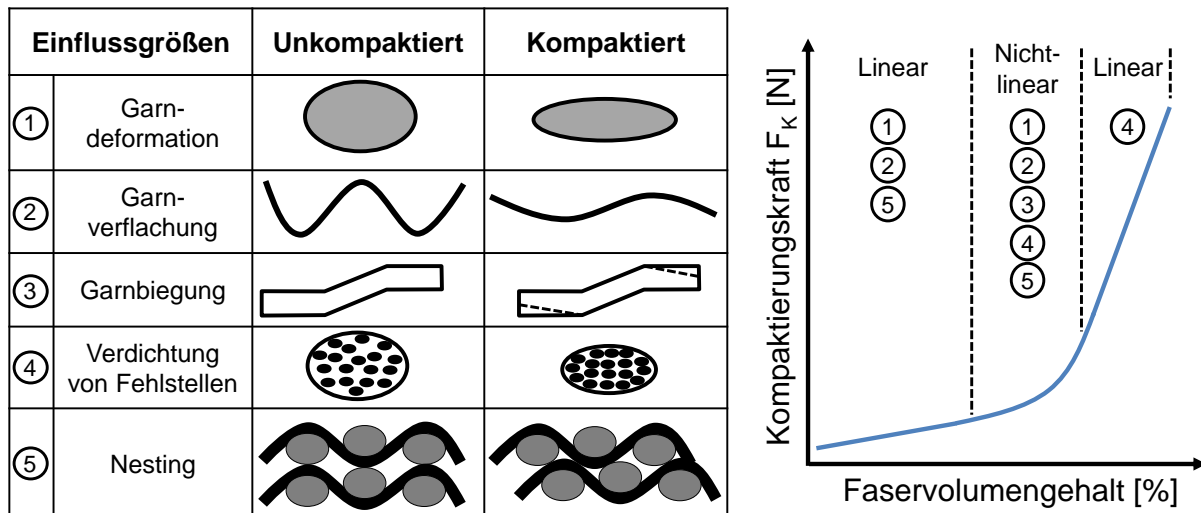 Einflussgrößen Unkompaktiert Kompaktiert
1 Garn-
deformation
2 Garn-
verflachung
3 Garnbiegung
4 Verdichtung
von Fehlstellen
5 Nesting
Kompaktierungskraft F_K [N]
Linear Nicht-
linear Linear
1 1 4
2 2
5 3
4
5
Faservolumengehalt [%]